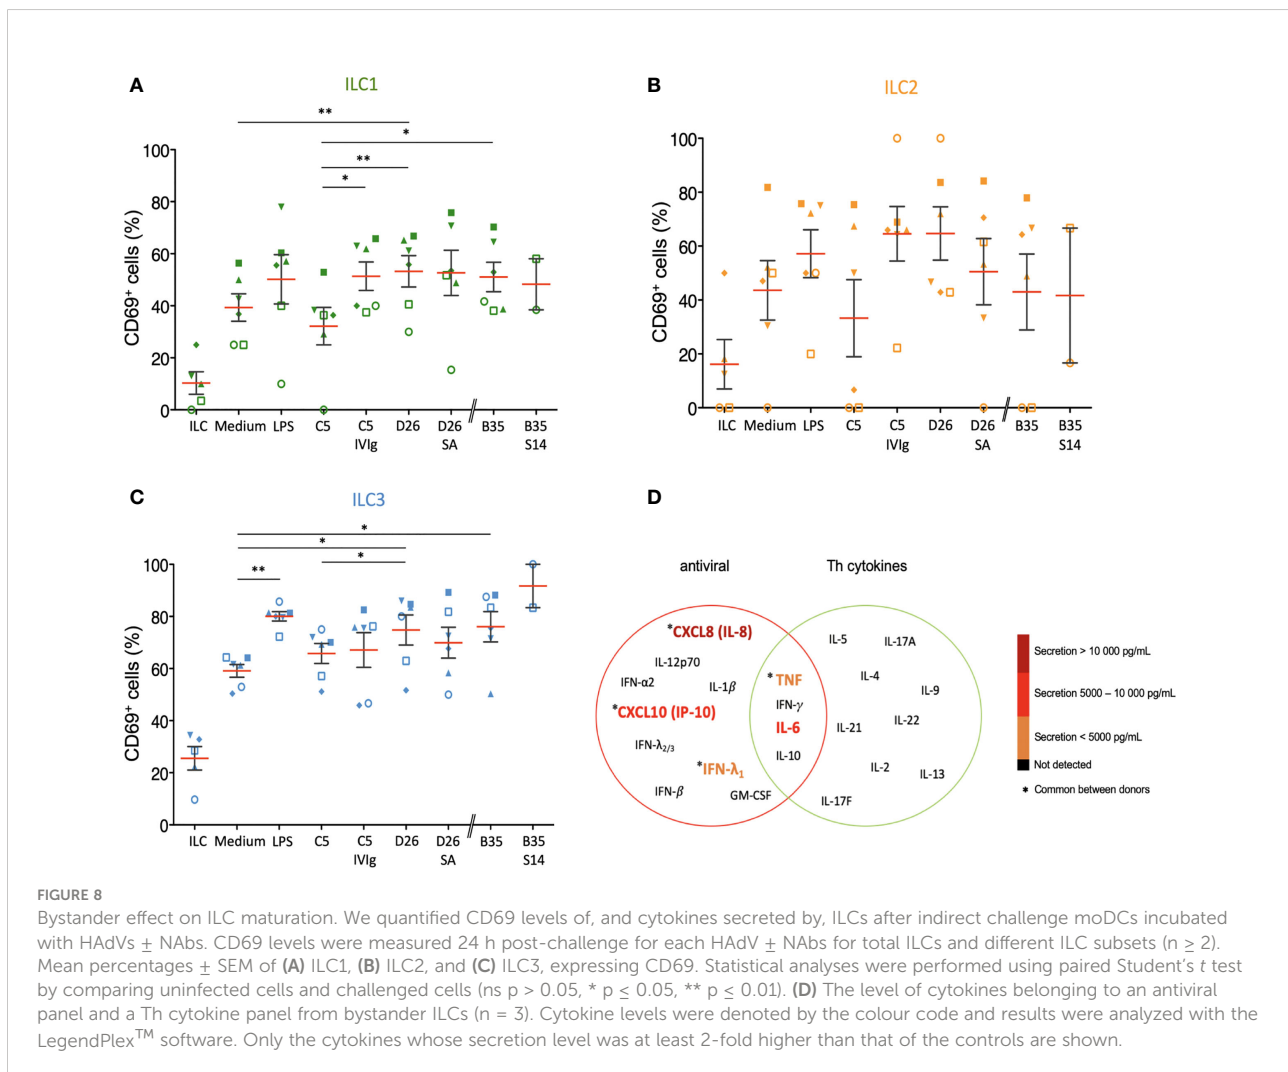 A
ILC1
**
*
**
*
CD69+ cells (%)
100
80
60
40
20
0
ILC Medium LPS C5 C5 IVIg D26 D26 SA B35 B35 S14
B
ILC2
CD69+ cells (%)
100
80
60
40
20
0
ILC Medium LPS C5 C5 IVIg D26 D26 SA B35 B35 S14
C
ILC3
*
*
*
**
CD69+ cells (%)
100
80
60
40
20
0
ILC Medium LPS C5 C5 IVIg D26 D26 SA B35 B35 S14
D
antiviral
Th cytokines
*CXCL8 (IL-8)
IL-12p70
IFN-α2
IL-1β
*CXCL10 (IP-10)
IFN-λ2/3
*IFN-λ1
IFN-β
GM-CSF
*TNF
IFN-γ
IL-6
IL-10
IL-5
IL-17A
IL-4
IL-9
IL-21
IL-22
IL-2
IL-13
IL-17F
Secretion > 10 000 pg/mL
Secretion 5000 – 10 000 pg/mL
Secretion < 5000 pg/mL
Not detected
* Common between donors
FIGURE 8
Bystander effect on ILC maturation. We quantified CD69 levels of, and cytokines secreted by, ILCs after indirect challenge moDCs incubated
with HAdVs ± NAbs. CD69 levels were measured 24 h post-challenge for each HAdV ± NAbs for total ILCs and different ILC subsets (n ≥ 2).
Mean percentages ± SEM of (A) ILC1, (B) ILC2, and (C) ILC3, expressing CD69. Statistical analyses were performed using paired Student's t test
by comparing uninfected cells and challenged cells (ns p > 0.05, * p ≤ 0.05, ** p ≤ 0.01). (D) The level of cytokines belonging to an antiviral
panel and a Th cytokine panel from bystander ILCs (n = 3). Cytokine levels were denoted by the colour code and results were analyzed with the
LegendPlex™ software. Only the cytokines whose secretion level was at least 2-fold higher than that of the controls are shown.